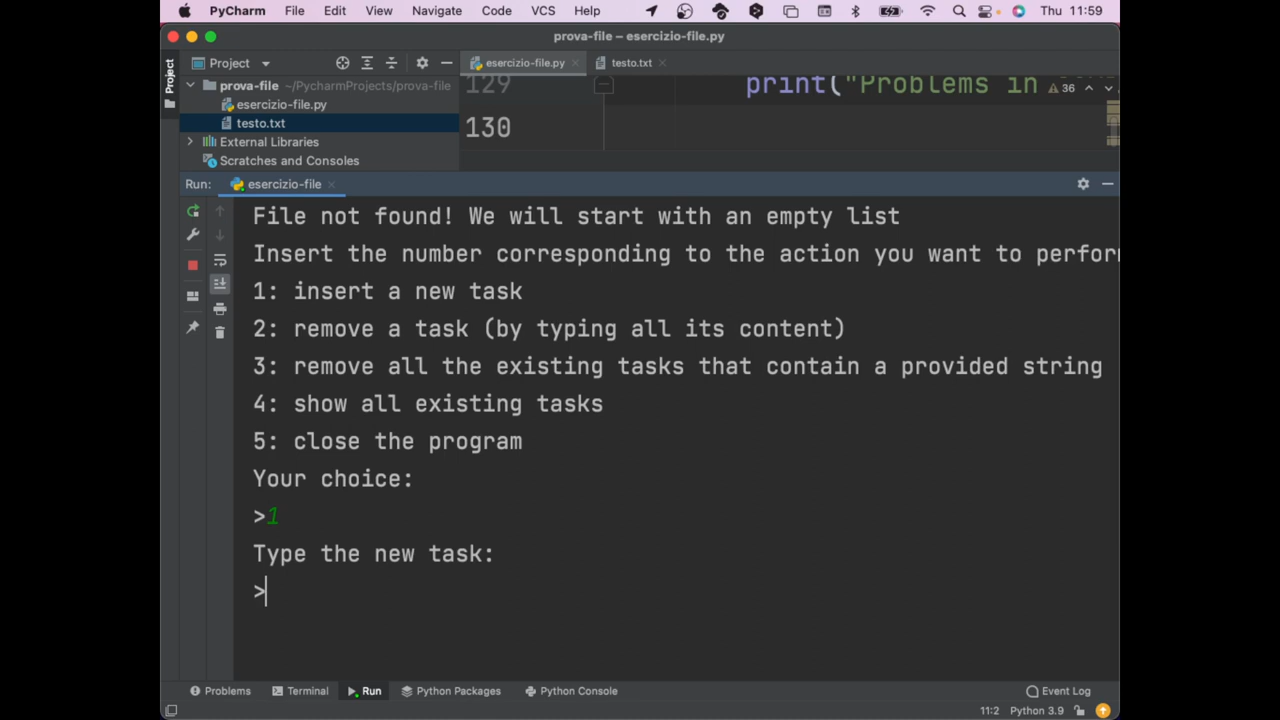 PyCharm File Edit View Navigate Code VCS Help Thu 11:59
prova-file – esercizio-file.py
Project
Project
esercizio-file.py
testo.txt
prova-file ~/PycharmProjects/prova-file
esercizio-file.py
testo.txt
External Libraries
Scratches and Consoles
129 print("Problems in
36
130
Run: esercizio-file
File not found! We will start with an empty list
Insert the number corresponding to the action you want to perfor
1: insert a new task
2: remove a task (by typing all its content)
3: remove all the existing tasks that contain a provided string
4: show all existing tasks
5: close the program
Your choice:
>1
Type the new task:
>
Problems Terminal Run Python Packages Python Console Event Log
11:2 Python 3.9